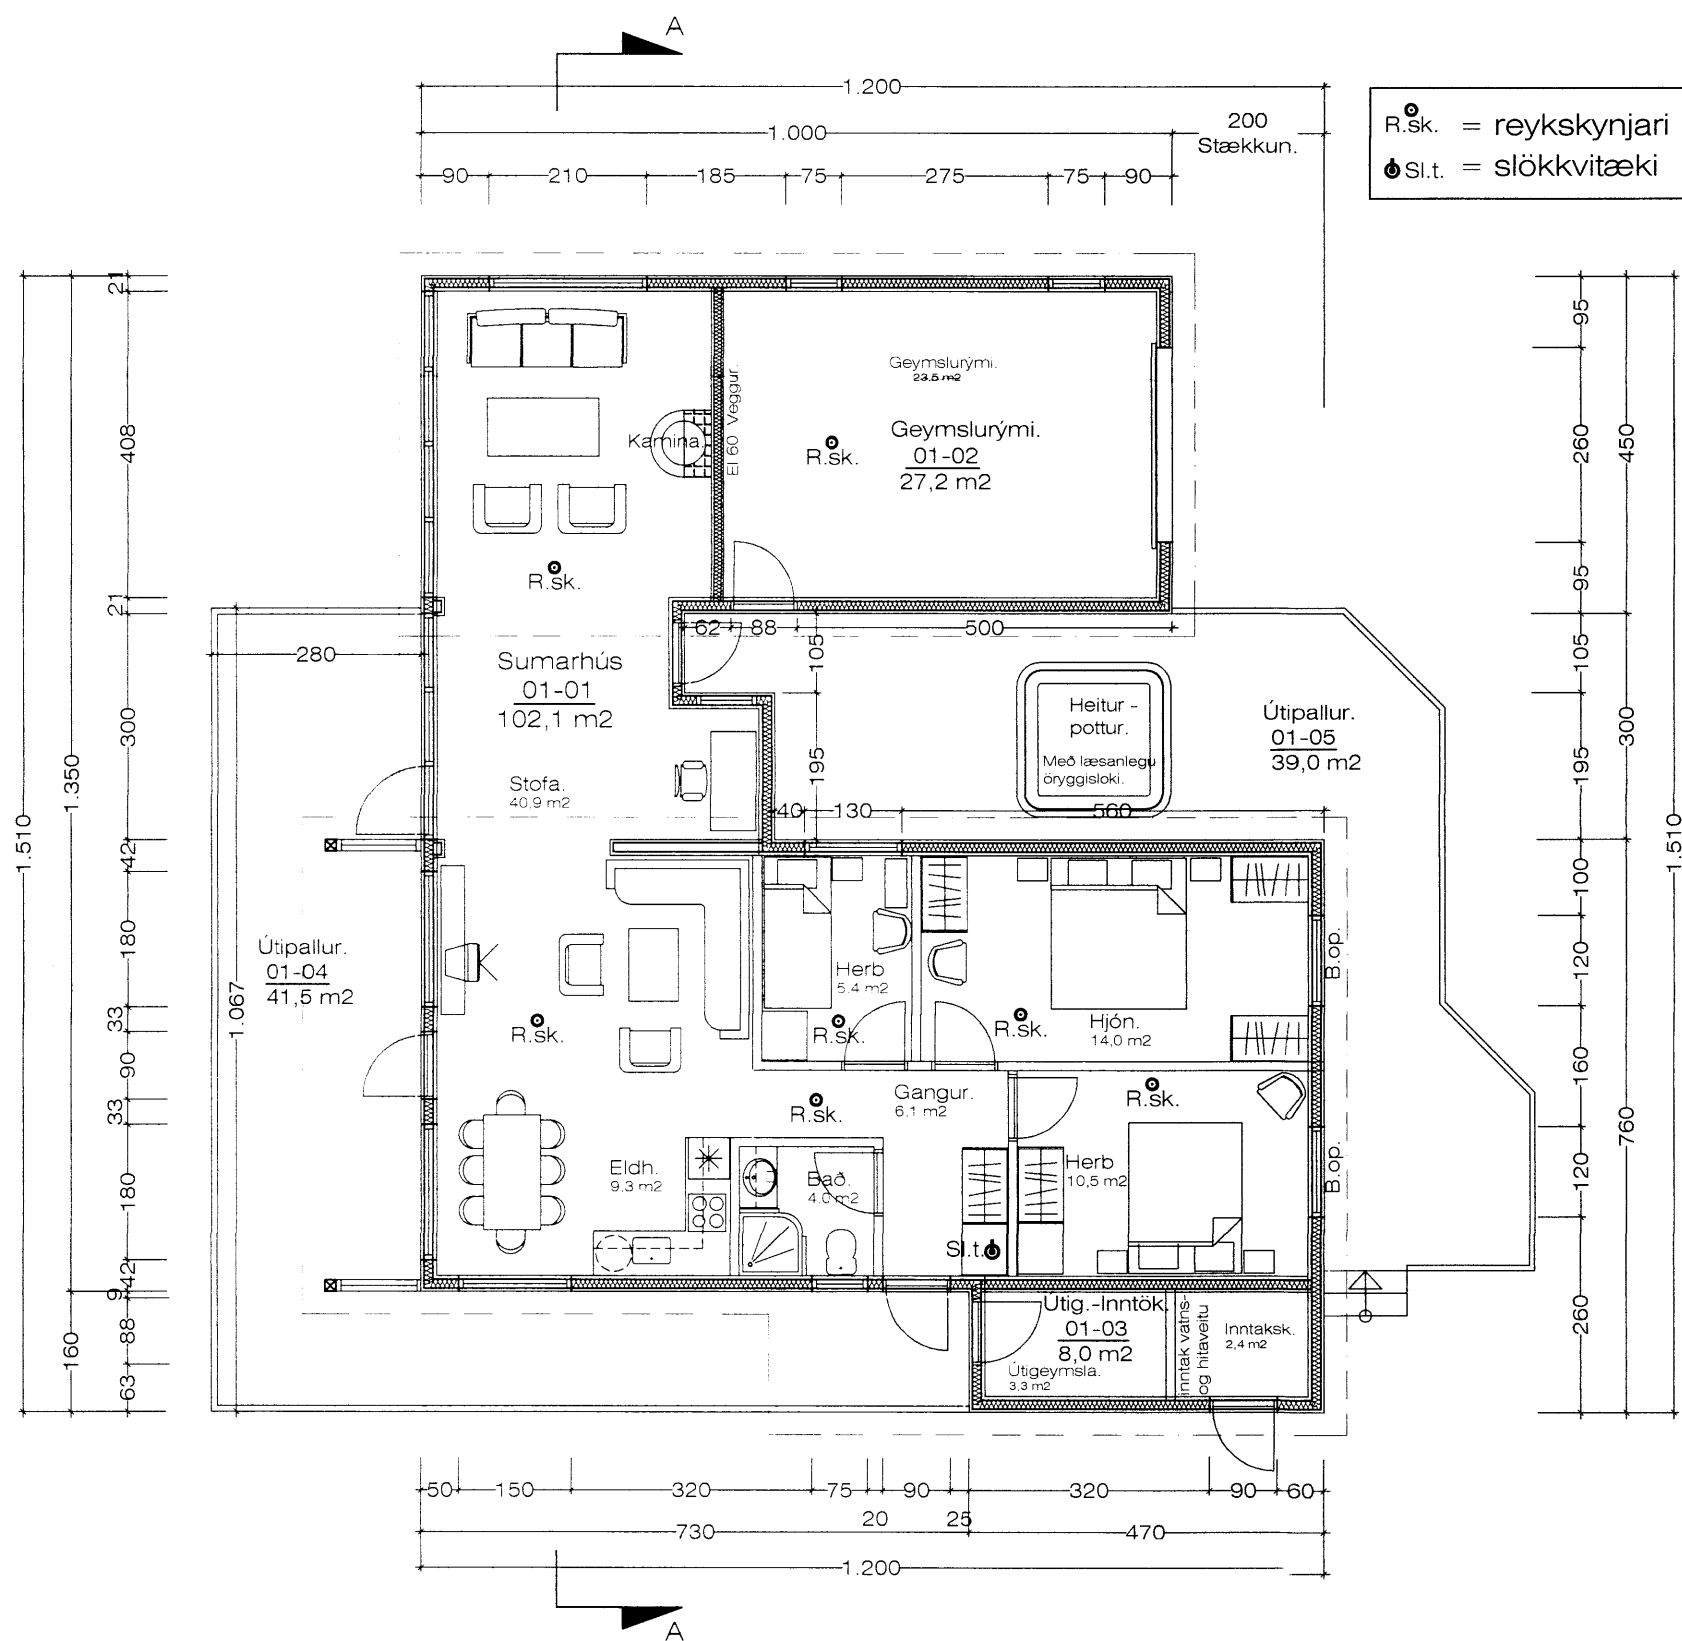 A
1.200
1.000
200
Stækkun.
90 210 185 75 275 75 90
R.sk. = reykskynjari
Sl.t. = slökkvitæki
21
408
21
300
42
180
33
90
33
180
42
9
88
63
1.350
160
1.510
280
1.067
Geymslurými.
23.5 m2
Geymslurými.
01-02
27,2 m2
R.sk.
Kamina.
EI 60 Veggur.
R.sk.
62 88 500
105
195
Sumarhús
01-01
102,1 m2
Stofa.
40,9 m2
Heitur -
pottur.
Með læsanlegu
öryggisloki.
Útipallur.
01-05
39,0 m2
40 130 560
Útipallur.
01-04
41,5 m2
R.sk.
Herb
5.4 m2
R.sk.
R.sk.
Hjón.
14,0 m2
B.op.
Gangur.
6,1 m2
R.sk.
R.sk.
Eldh.
9.3 m2
Bað.
4.0 m2
Herb
10,5 m2
B.op.
Sl.t.
Útig.-Inntök.
01-03
8,0 m2
Útigeymsla.
3,3 m2
inntak vatns-
og hitaveitu
Inntaksk.
2,4 m2
95
260
95
105
195
100
120
160
120
260
450
300
760
1.510
50 150 320 75 90 320 90 60
20 25
730 470
1.200
A